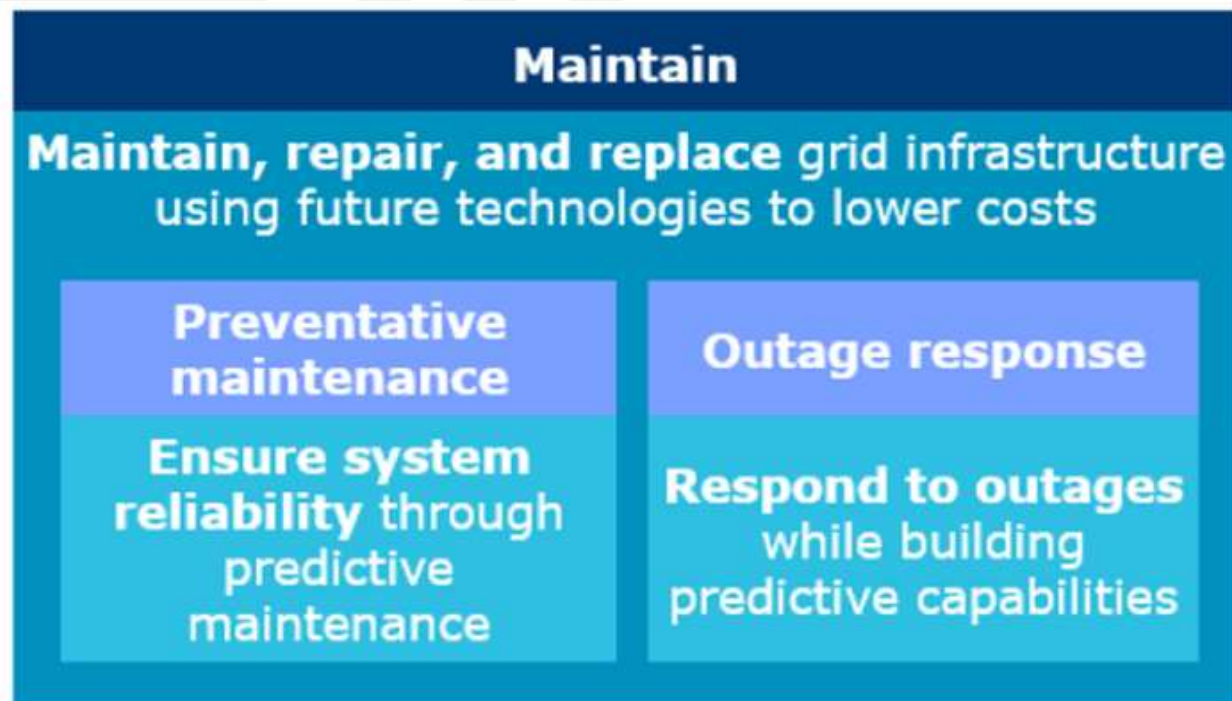 Maintain
Maintain, repair, and replace grid infrastructure
using future technologies to lower costs
Preventative
maintenance
Ensure system
reliability through
predictive
maintenance
Outage response
Respond to outages
while building
predictive capabilities